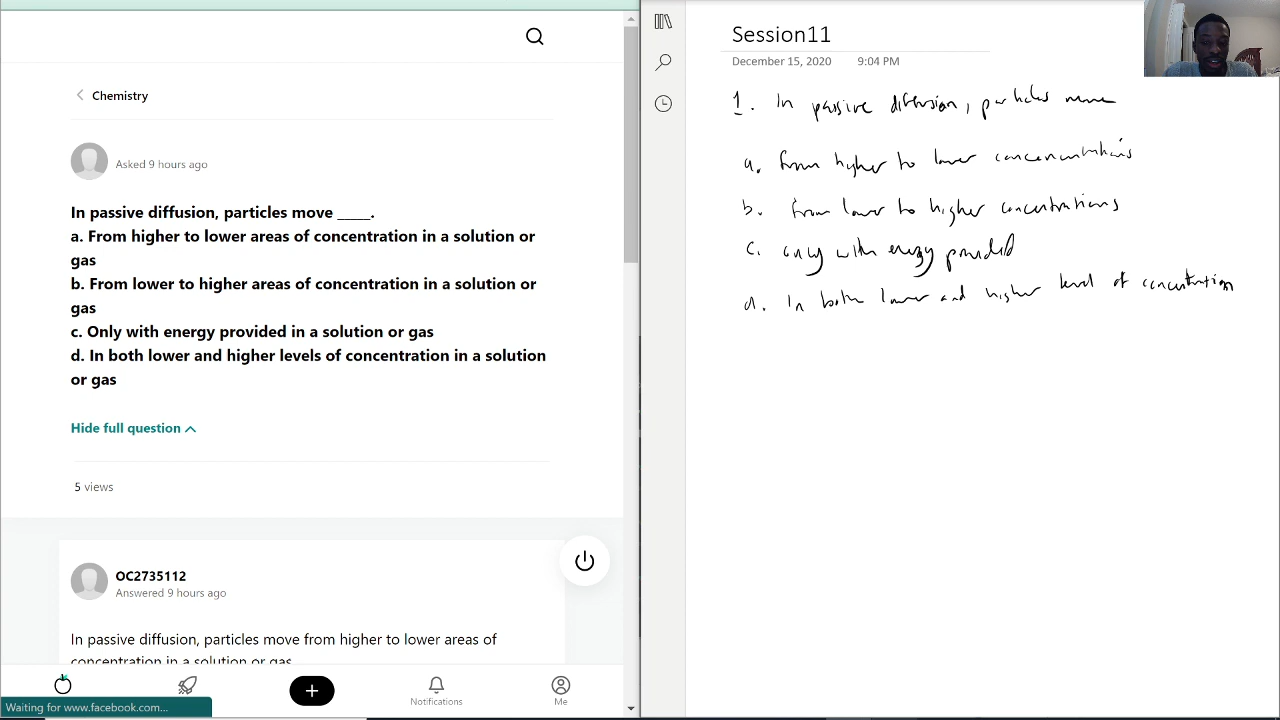 Chemistry
Asked 9 hours ago
In passive diffusion, particles move _____.
a. From higher to lower areas of concentration in a solution or
gas
b. From lower to higher areas of concentration in a solution or
gas
c. Only with energy provided in a solution or gas
d. In both lower and higher levels of concentration in a solution
or gas
Hide full question
5 views
OC2735112
Answered 9 hours ago
In passive diffusion, particles move from higher to lower areas of
concentration in a solution or gas
Notifications
Me
Waiting for www.facebook.com...
Session11
December 15, 2020 9:04 PM
1. In passive diffusion, particles move
a. From higher to lower concentrations
b. From lower to higher concentrations
c. only with energy provided
d. In both lower and higher level of concentration